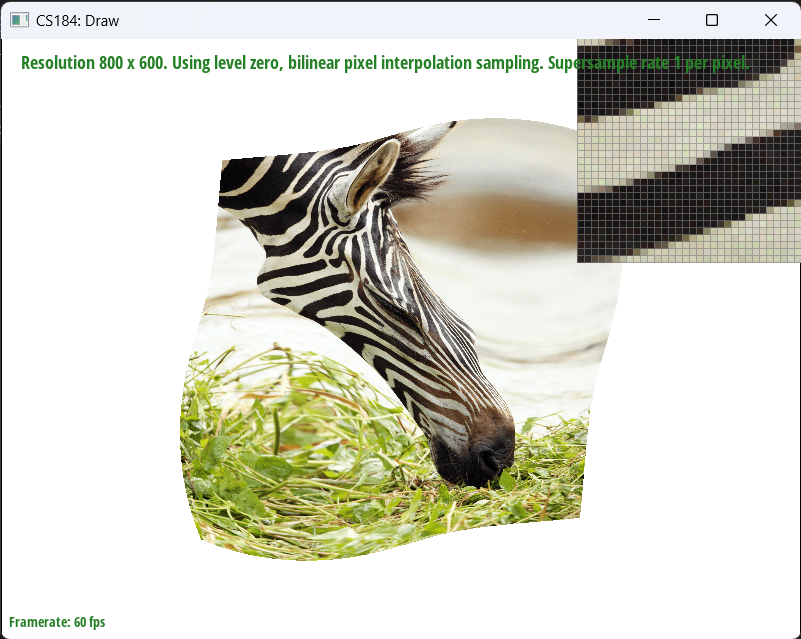 CS184: Draw
Resolution 800 x 600. Using level zero, bilinear pixel interpolation sampling. Supersample rate 1 per pixel.
Framerate: 60 fps